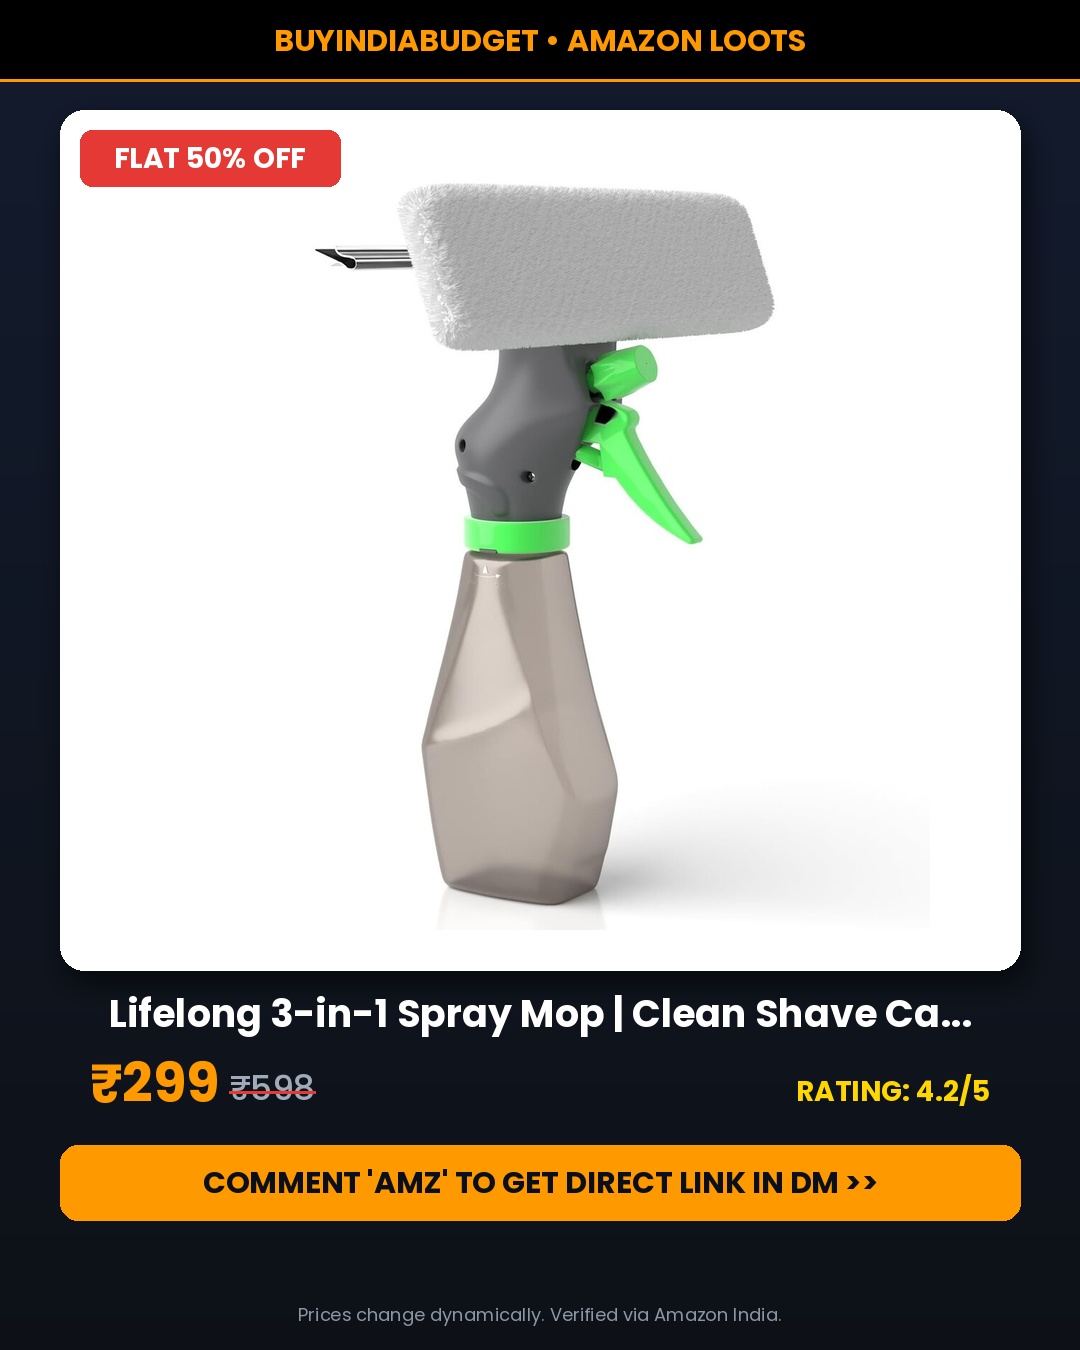 BUYINDIABUDGET • AMAZON LOOTS
FLAT 50% OFF
Lifelong 3-in-1 Spray Mop | Clean Shave Ca...
₹299 ₹598
RATING: 4.2/5
COMMENT 'AMZ' TO GET DIRECT LINK IN DM >>
Prices change dynamically. Verified via Amazon India.